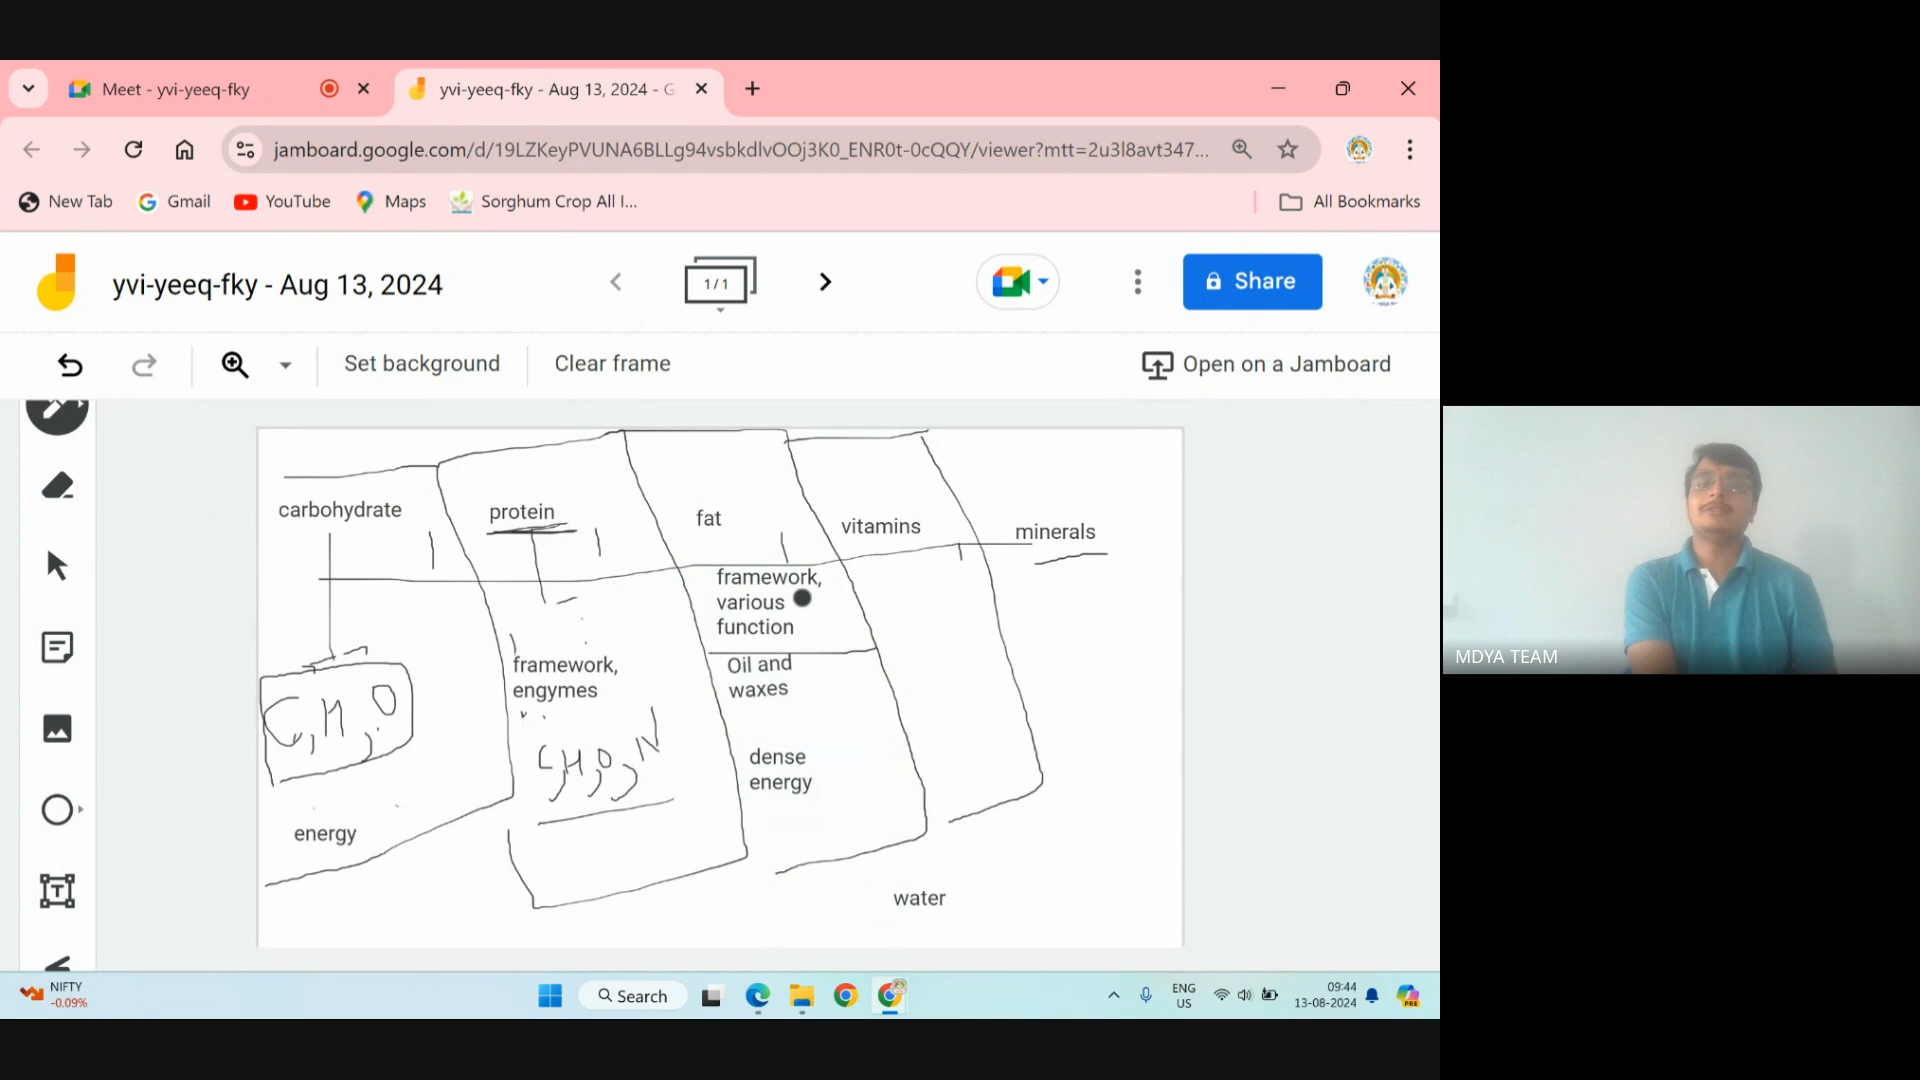 Meet - yvi-yeeq-fky
yvi-yeeq-fky - Aug 13, 2024 - G
jamboard.google.com/d/19LZKeyPVUNA6BLLg94vsbkdlvOOj3K0_ENR0t-0cQQY/viewer?mtt=2u3l8avt347...
New Tab
Gmail
YouTube
Maps
Sorghum Crop All I...
All Bookmarks
yvi-yeeq-fky - Aug 13, 2024
1/1
Share
Set background
Clear frame
Open on a Jamboard
carbohydrate
protein
fat
vitamins
minerals
framework,
various
function
framework,
engymes
Oil and
waxes
C, H, O
C, H, O, N
dense
energy
energy
water
MDYA TEAM
NIFTY
-0.09%
Search
ENG
US
09:44
13-08-2024
PRE